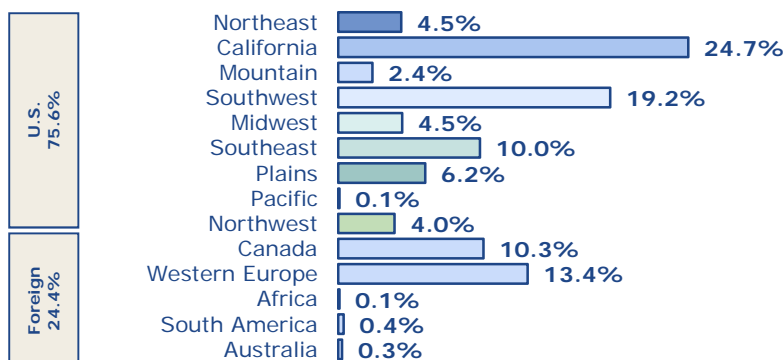 U.S.
75.6%
Northeast 4.5%
California 24.7%
Mountain 2.4%
Southwest 19.2%
Midwest 4.5%
Southeast 10.0%
Plains 6.2%
Pacific 0.1%
Northwest 4.0%
Foreign
24.4%
Canada 10.3%
Western Europe 13.4%
Africa 0.1%
South America 0.4%
Australia 0.3%